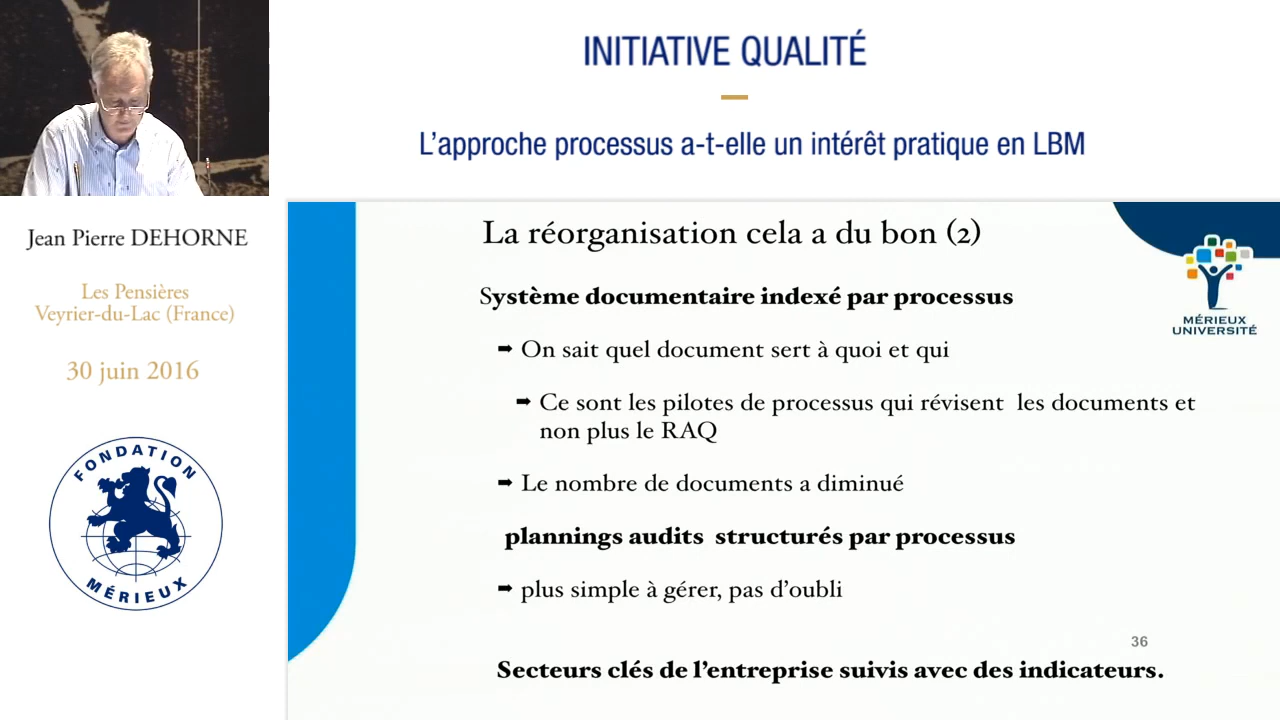 INITIATIVE QUALITÉ
L'approche processus a-t-elle un intérêt pratique en LBM
Jean Pierre DEHORNE
Les Pensières
Veyrier-du-Lac (France)
30 juin 2016
FONDATION
MÉRIEUX
La réorganisation cela a du bon (2)
MÉRIEUX
UNIVERSITÉ
Système documentaire indexé par processus
➡ On sait quel document sert à quoi et qui
➡ Ce sont les pilotes de processus qui révisent les documents et
non plus le RAQ
➡ Le nombre de documents a diminué
plannings audits structurés par processus
➡ plus simple à gérer, pas d'oubli
36
Secteurs clés de l'entreprise suivis avec des indicateurs.